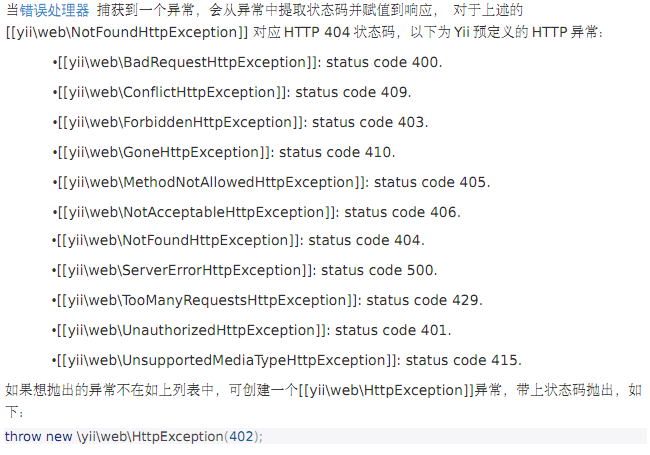 当错误处理器 捕获到一个异常，会从异常中提取状态码并赋值到响应， 对于上述的
[[yii\web\NotFoundHttpException]] 对应 HTTP 404 状态码，以下为 Yii 预定义的 HTTP 异常：
•[[yii\web\BadRequestHttpException]]: status code 400.
•[[yii\web\ConflictHttpException]]: status code 409.
•[[yii\web\ForbiddenHttpException]]: status code 403.
•[[yii\web\GoneHttpException]]: status code 410.
•[[yii\web\MethodNotAllowedHttpException]]: status code 405.
•[[yii\web\NotAcceptableHttpException]]: status code 406.
•[[yii\web\NotFoundHttpException]]: status code 404.
•[[yii\web\ServerErrorHttpException]]: status code 500.
•[[yii\web\TooManyRequestsHttpException]]: status code 429.
•[[yii\web\UnauthorizedHttpException]]: status code 401.
•[[yii\web\UnsupportedMediaTypeHttpException]]: status code 415.
如果想抛出的异常不在如上列表中，可创建一个[[yii\web\HttpException]]异常，带上状态码抛出，如
下：
throw new \yii\web\HttpException(402);